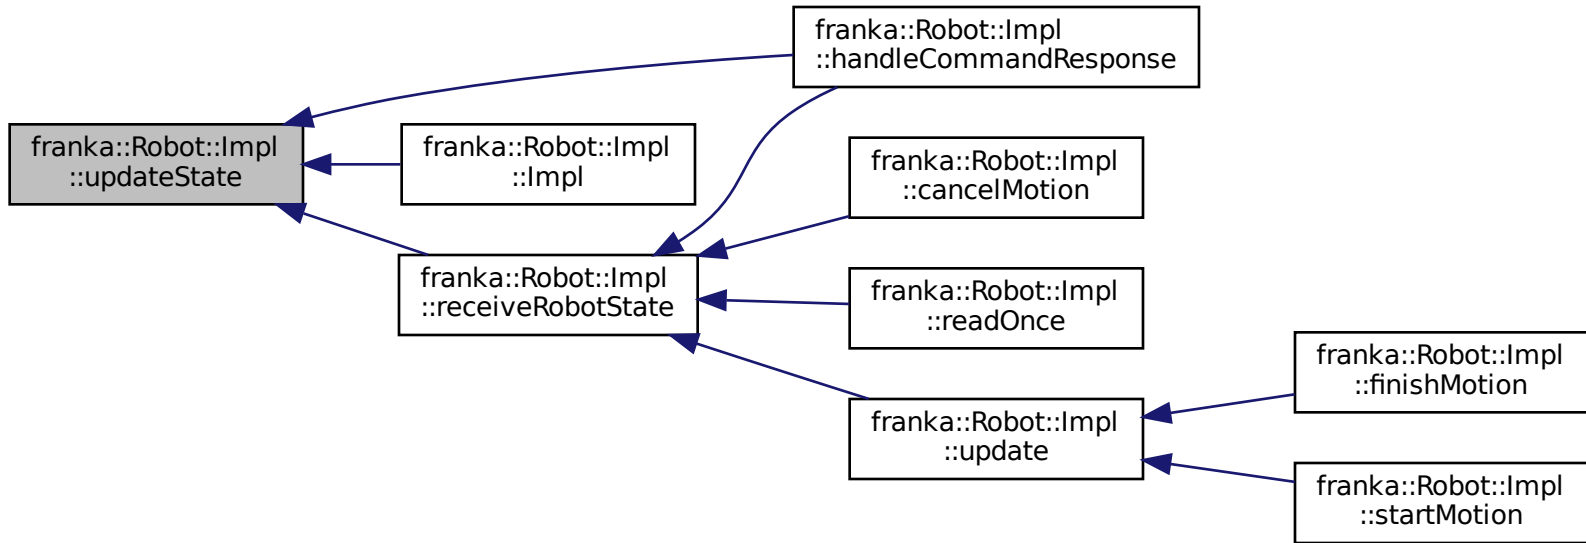 franka::Robot::Impl
::handleCommandResponse
franka::Robot::Impl
::updateState
franka::Robot::Impl
::Impl
franka::Robot::Impl
::cancelMotion
franka::Robot::Impl
::receiveRobotState
franka::Robot::Impl
::readOnce
franka::Robot::Impl
::finishMotion
franka::Robot::Impl
::update
franka::Robot::Impl
::startMotion